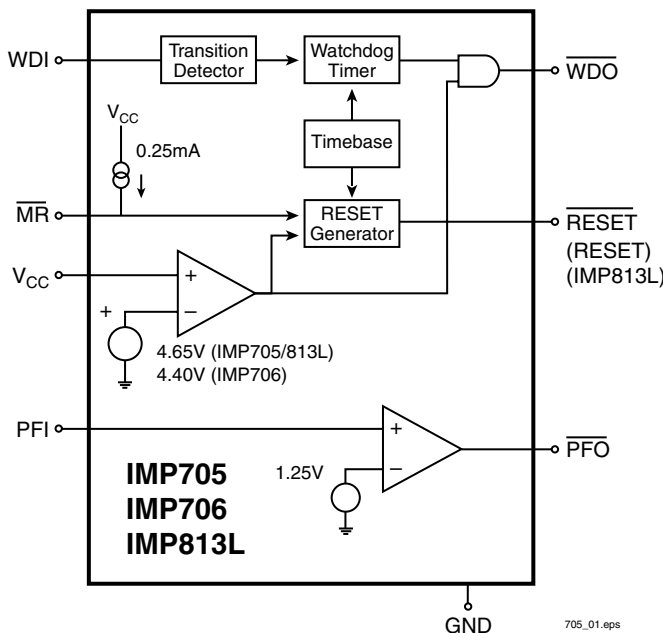 WDI
Transition
Detector
Watchdog
Timer
WDO
VCC
0.25mA
Timebase
MR
RESET
Generator
RESET
(RESET)
(IMP813L)
VCC
+
−
+
4.65V (IMP705/813L)
4.40V (IMP706)
PFI
+
−
PFO
1.25V
IMP705
IMP706
IMP813L
GND
705_01.eps